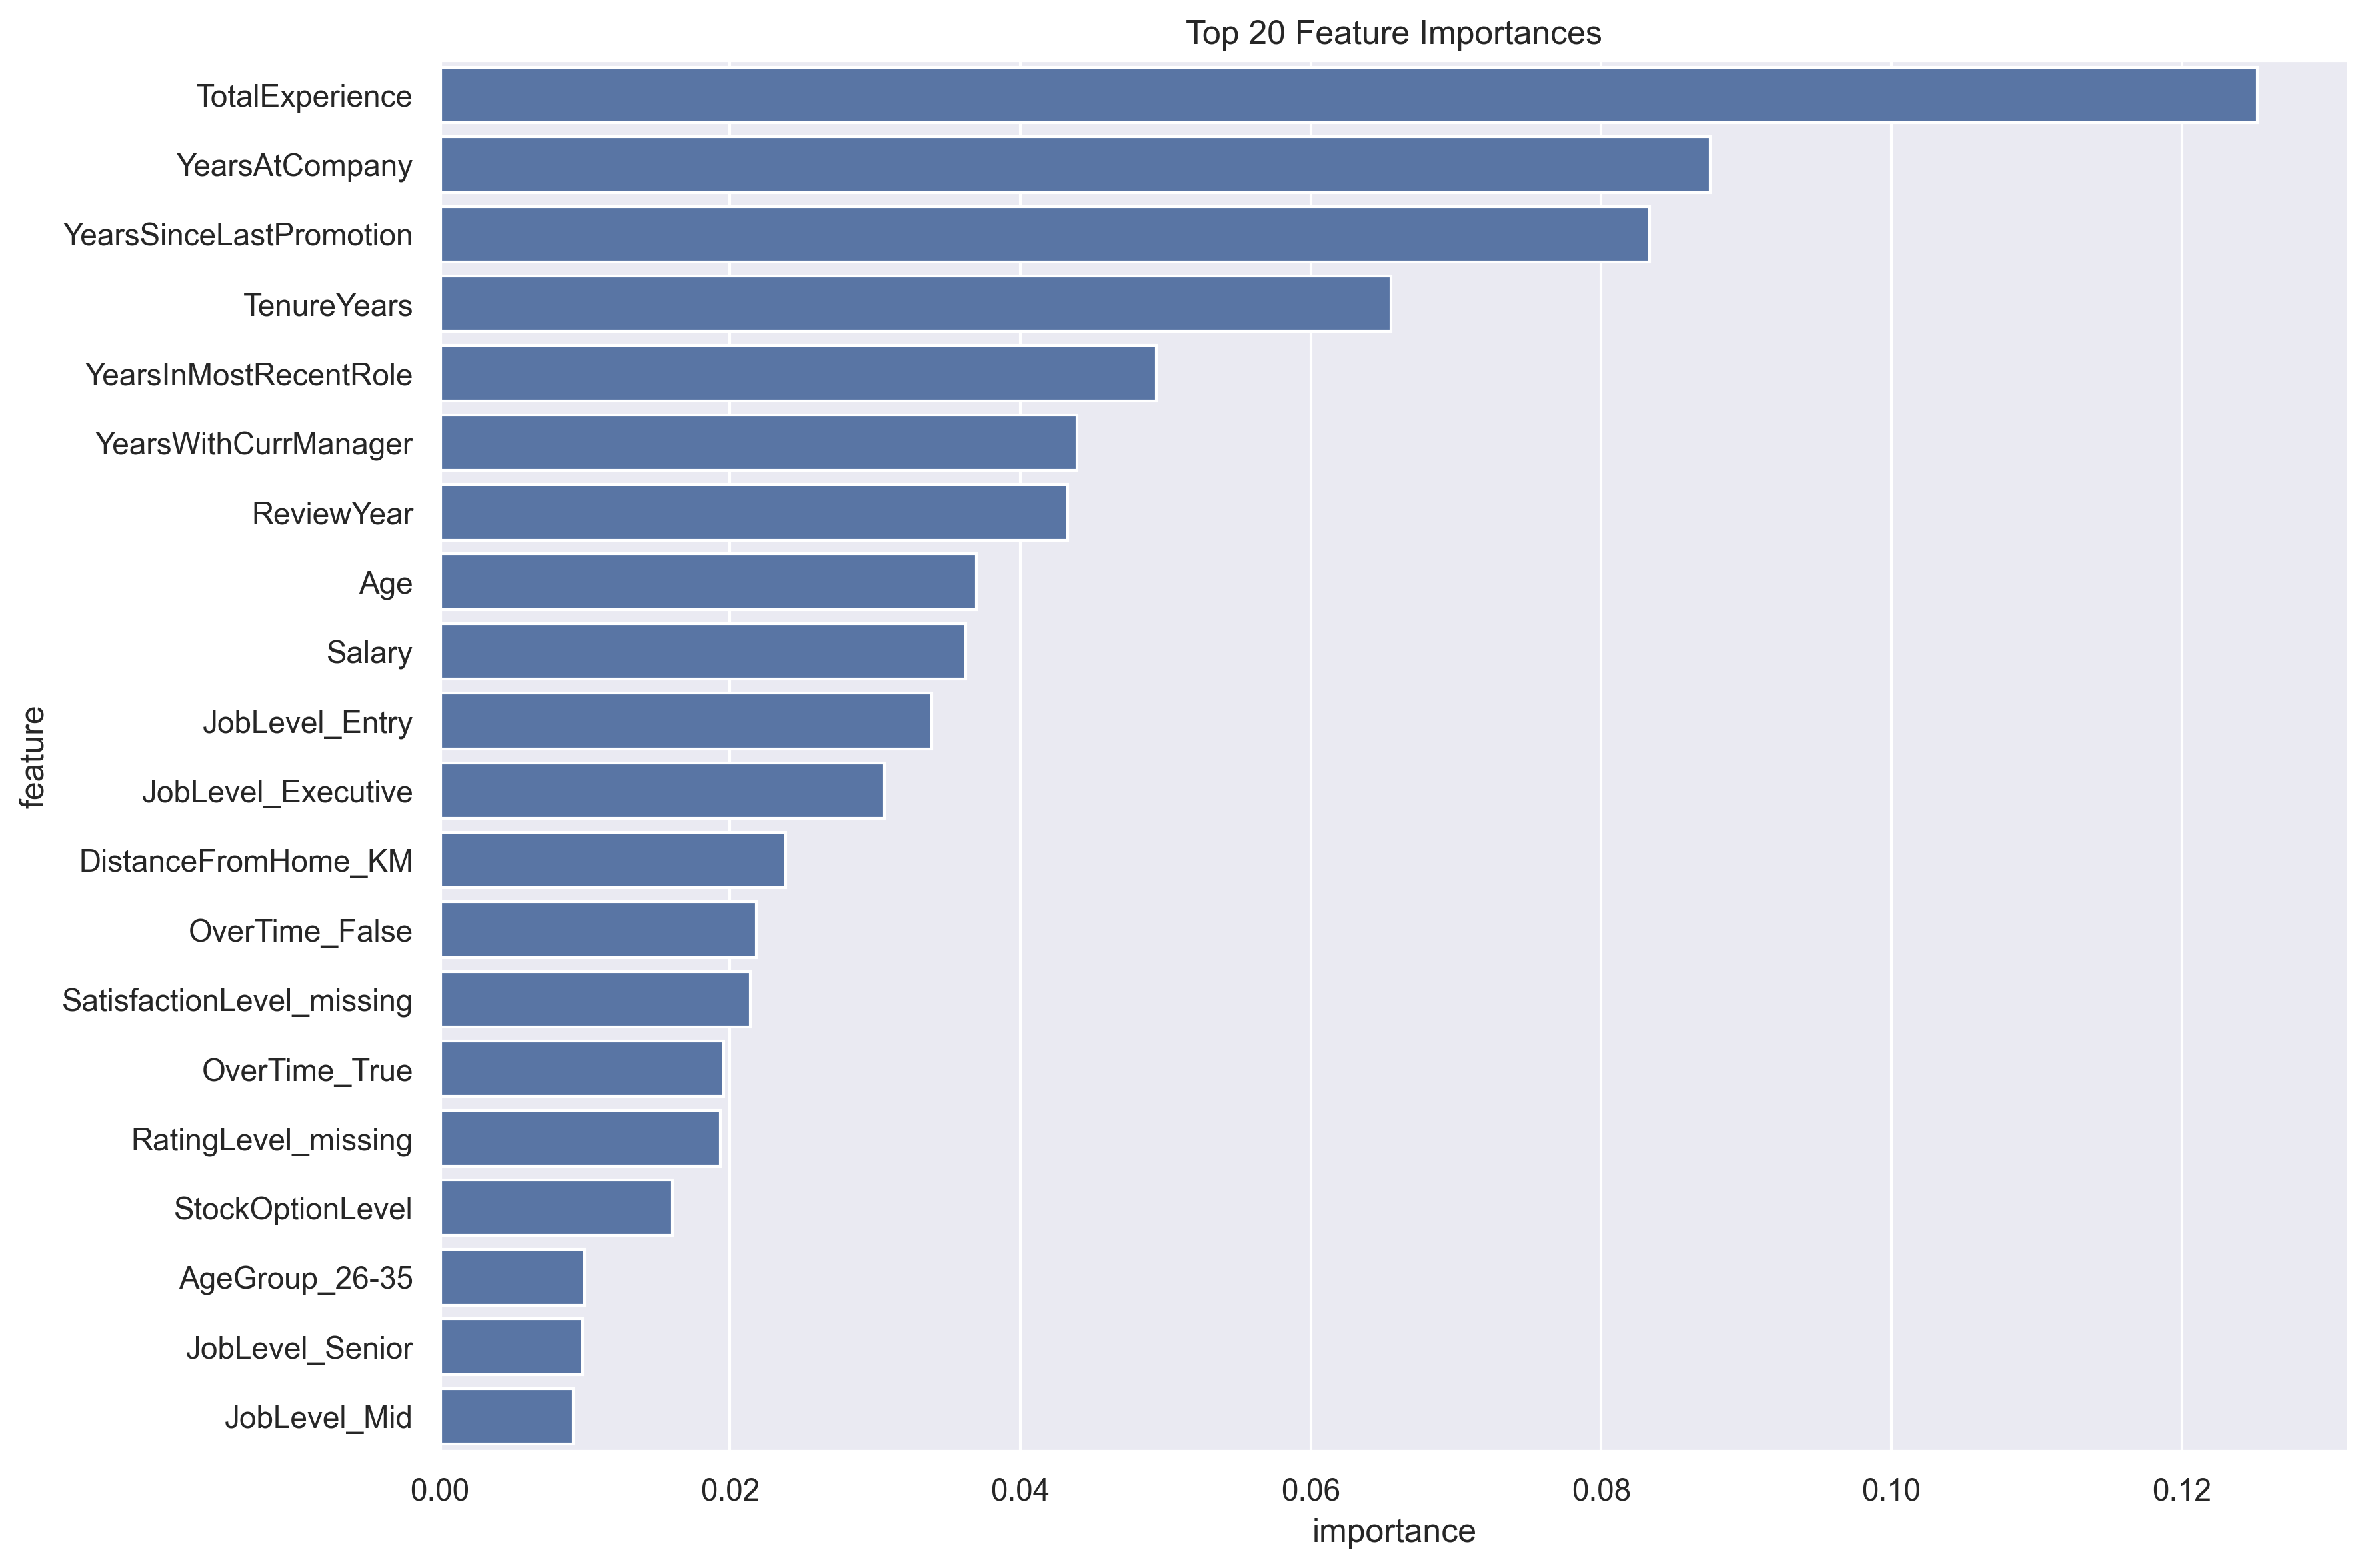 Top 20 Feature Importances
feature
TotalExperience
YearsAtCompany
YearsSinceLastPromotion
TenureYears
YearsInMostRecentRole
YearsWithCurrManager
ReviewYear
Age
Salary
JobLevel_Entry
JobLevel_Executive
DistanceFromHome_KM
OverTime_False
SatisfactionLevel_missing
OverTime_True
RatingLevel_missing
StockOptionLevel
AgeGroup_26-35
JobLevel_Senior
JobLevel_Mid
0.00 0.02 0.04 0.06 0.08 0.10 0.12
importance